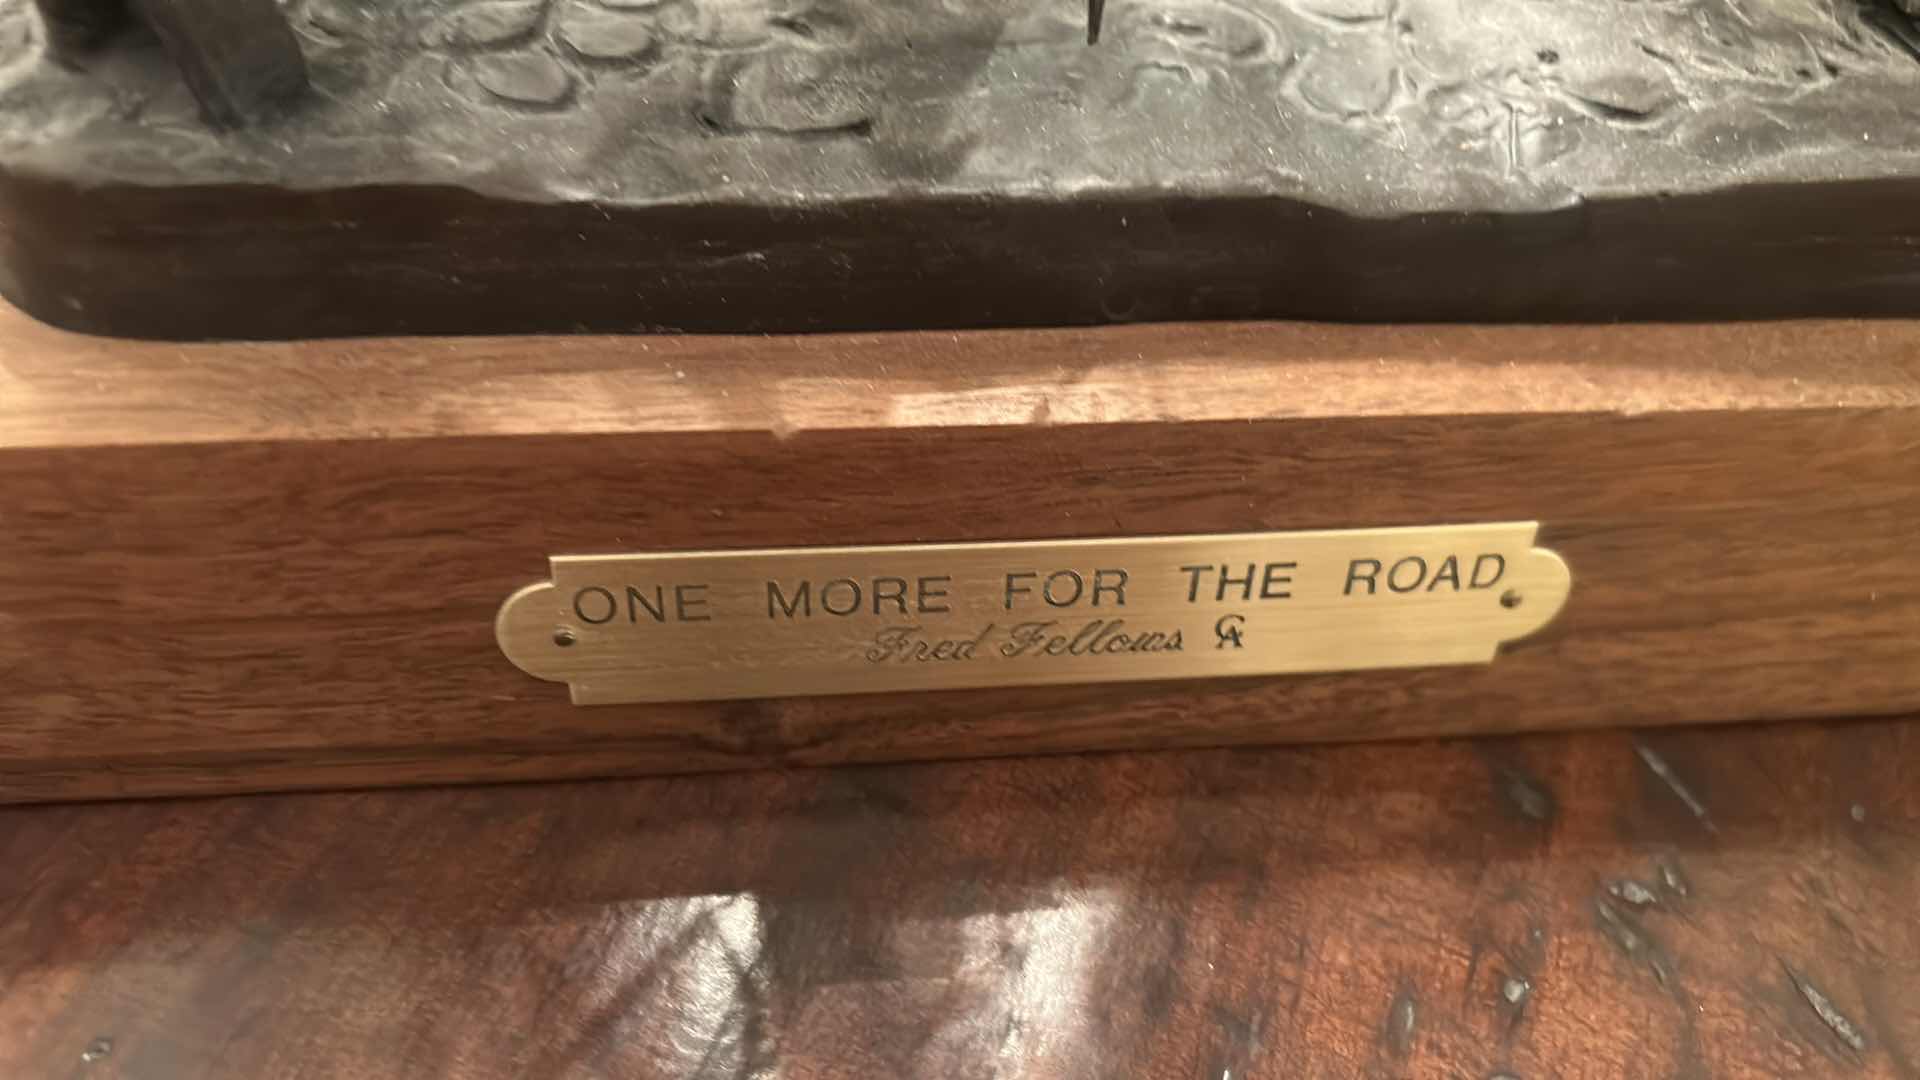 ONE MORE FOR THE ROAD
Fred Fellows CA